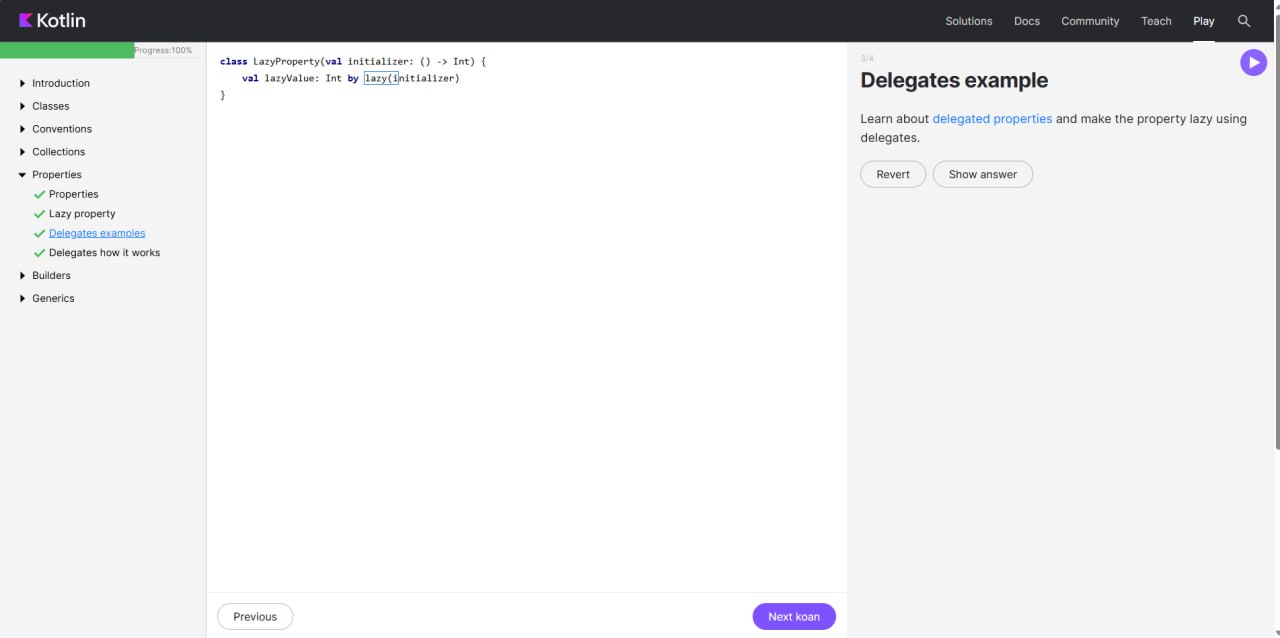 Kotlin
Solutions Docs Community Teach Play
Progress:100%
Introduction
Classes
Conventions
Collections
Properties
Properties
Lazy property
Delegates examples
Delegates how it works
Builders
Generics
class LazyProperty(val initializer: () -> Int) {
    val lazyValue: Int by lazy(initializer)
}
Previous
Next koan
3/4
Delegates example
Learn about delegated properties and make the property lazy using
delegates.
Revert Show answer